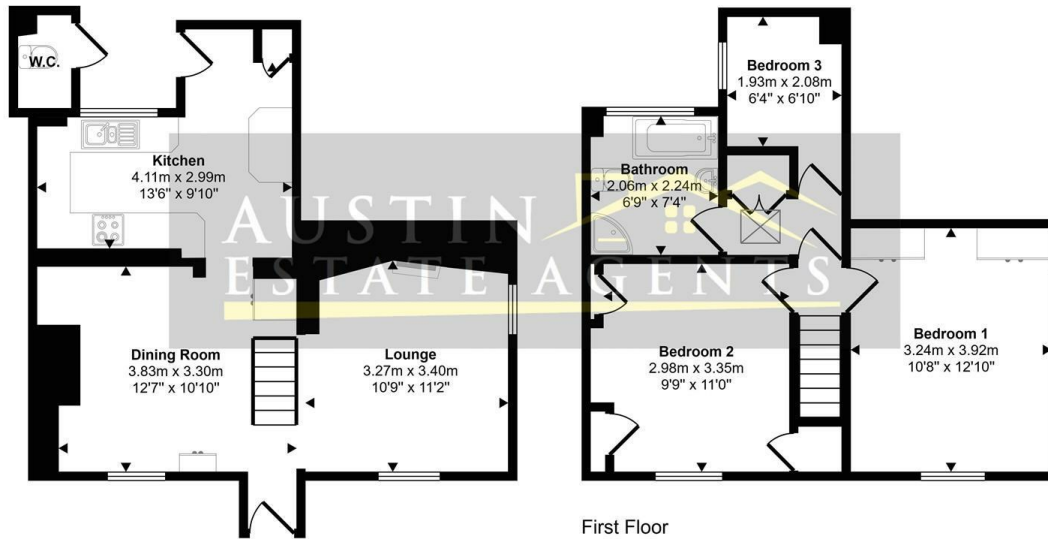 W.C.
Kitchen
4.11m x 2.99m
13'6" x 9'10"
Dining Room
3.83m x 3.30m
12'7" x 10'10"
Lounge
3.27m x 3.40m
10'9" x 11'2"
Bedroom 3
1.93m x 2.08m
6'4" x 6'10"
Bathroom
2.06m x 2.24m
6'9" x 7'4"
Bedroom 2
2.98m x 3.35m
9'9" x 11'0"
Bedroom 1
3.24m x 3.92m
10'8" x 12'10"
First Floor
AUSTIN
ESTATE AGENTS